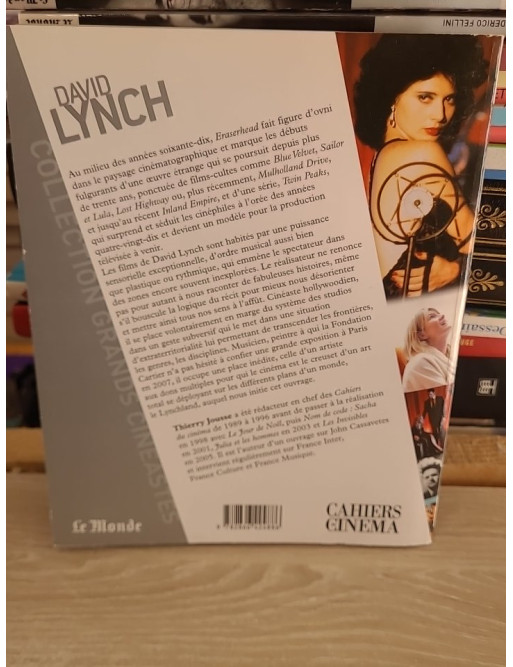 FEDERICO FELLINI
DAVID
LYNCH
COLLECTION GRANDS CINÉASTES
Au milieu des années soixante-dix, Eraserhead fait figure d'ovni
dans le paysage cinématographique et marque les débuts
fulgurants d'une œuvre étrange qui se poursuit depuis plus
de trente ans, ponctuée de films-cultes comme Blue Velvet, Sailor
et Lula, Lost Highway ou, plus récemment, Mulholland Drive,
et jusqu'au récent Inland Empire, et d'une série, Twin Peaks,
qui surprend et séduit les cinéphiles à l'orée des années
quatre-vingt-dix et devient un modèle pour la production
télévisée à venir.
Les films de David Lynch sont habités par une puissance
sensorielle exceptionnelle, d'ordre musical aussi bien
que plastique ou rythmique, qui emmène le spectateur dans
des zones encore souvent inexplorées. Le réalisateur ne renonce
pas pour autant à nous raconter de fabuleuses histoires, même
s'il bouscule la logique du récit pour mieux nous désorienter
et mettre ainsi tous nos sens à l'affût. Cinéaste hollywoodien,
il se place volontairement en marge du système des studios
dans un geste subversif qui le met dans une situation
d'extraterritorialité lui permettant de transcender les frontières,
les genres, les disciplines. Musicien, peintre à qui la Fondation
Cartier n'a pas hésité à confier une grande exposition à Paris
en 2007, il occupe une place inédite, celle d'un artiste
aux dons multiples pour qui le cinéma est le creuset d'un art
total se déployant sur les différents plans d'un monde,
le Lynchland, auquel nous initie cet ouvrage.
Thierry Jousse a été rédacteur en chef des Cahiers
du cinéma de 1989 à 1996 avant de passer à la réalisation
en 1998 avec Le Jour de Noël, puis Nom de code : Sacha
en 2001, Julia et les hommes en 2003 et Les Invisibles
en 2005. Il est l'auteur d'un ouvrage sur John Cassavetes
et intervient régulièrement sur France Inter,
France Culture et France Musique.
Le Monde
CAHIERS
DU
CINEMA